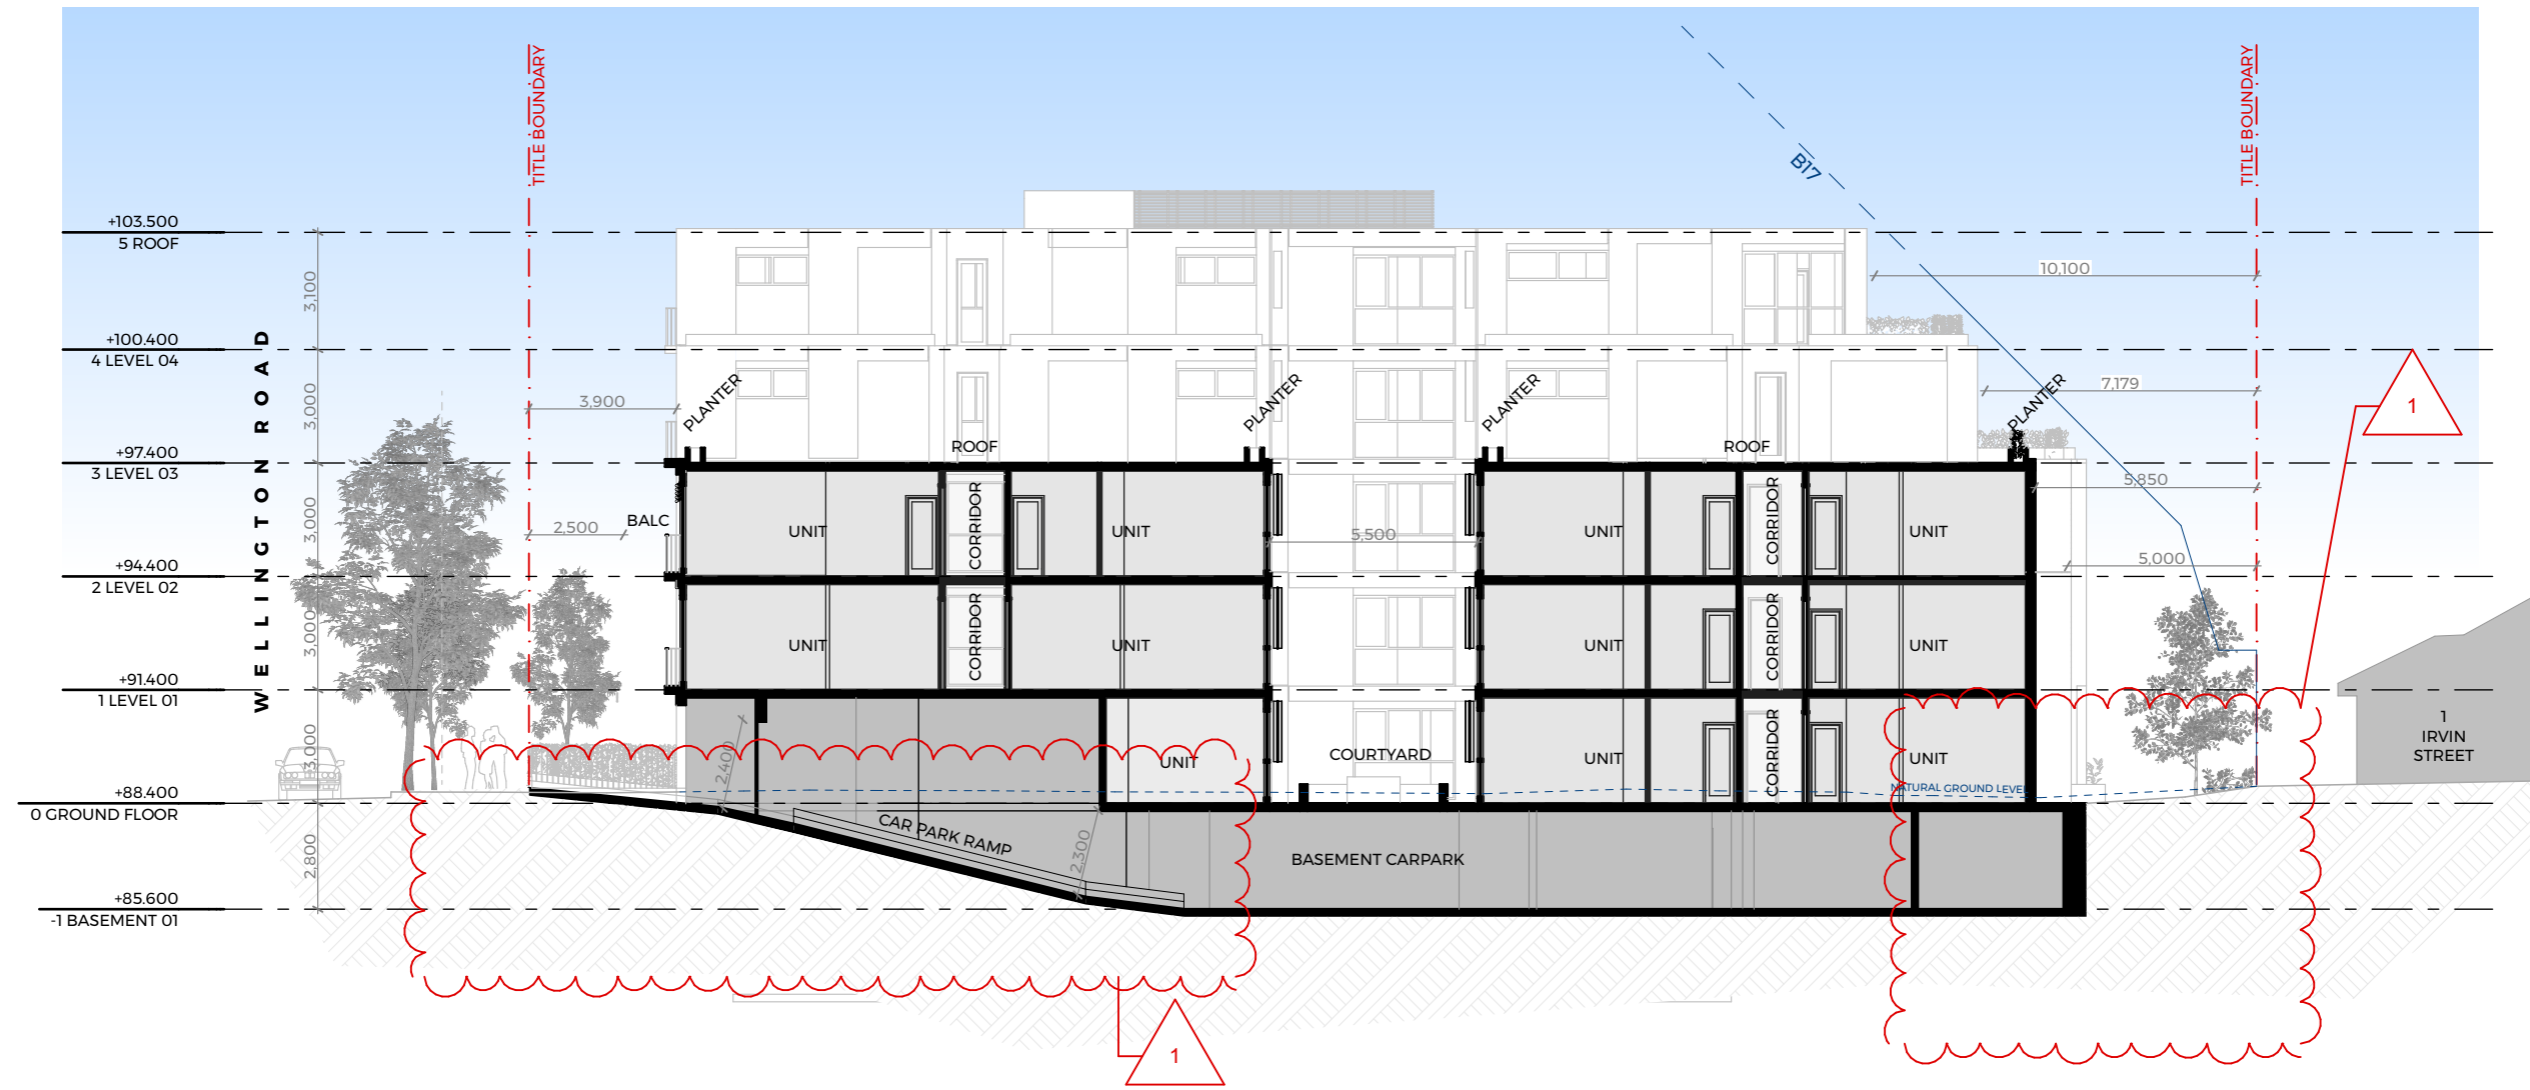 TITLE BOUNDARY
TITLE BOUNDARY
B17
+103.500
5 ROOF
10,100
3,100
+100.400
4 LEVEL 04
7,179
1
3,900
3,000
PLANTER
PLANTER
PLANTER
PLANTER
WELLINGTON ROAD
ROOF
ROOF
+97.400
3 LEVEL 03
5,850
3,000
2,500
BALC
UNIT
CORRIDOR
UNIT
5,500
UNIT
CORRIDOR
UNIT
5,000
+94.400
2 LEVEL 02
3,000
UNIT
CORRIDOR
UNIT
UNIT
CORRIDOR
UNIT
+91.400
1 LEVEL 01
3,000
2,400
UNIT
COURTYARD
UNIT
CORRIDOR
UNIT
1
IRVIN
STREET
NATURAL GROUND LEVEL
+88.400
0 GROUND FLOOR
2,800
CAR PARK RAMP
2,300
BASEMENT CARPARK
+85.600
-1 BASEMENT 01
1